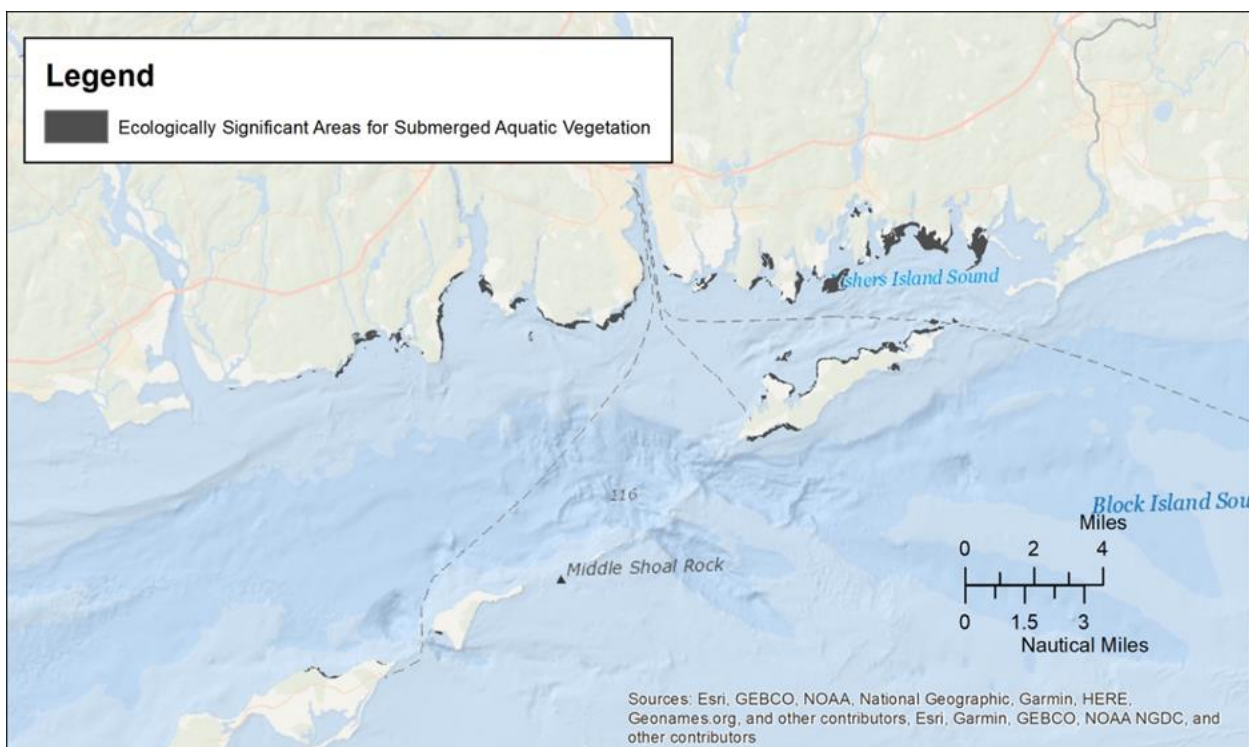 Legend
Ecologically Significant Areas for Submerged Aquatic Vegetation
ishers Island Sound
116
Block Island Sou
Miles
0 2 4
Middle Shoal Rock
0 1.5 3
Nautical Miles
Sources: Esri, GEBCO, NOAA, National Geographic, Garmin, HERE,
Geonames.org, and other contributors, Esri, Garmin, GEBCO, NOAA NGDC, and
other contributors